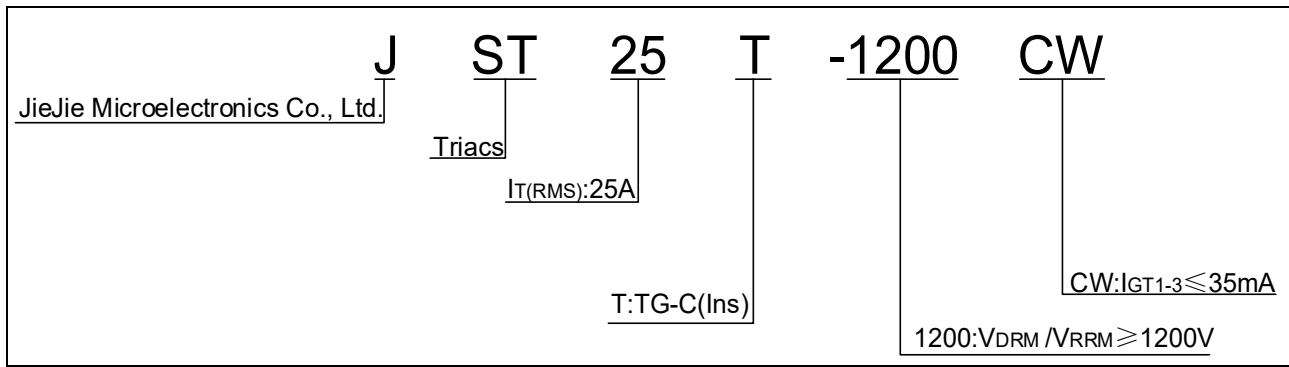 J ST 25 T -1200 CW
JieJie Microelectronics Co., Ltd.
Triacs
IT(RMS):25A
CW:IGT1-3≤35mA
T:TG-C(Ins)
1200:VDRM /VRRM≥1200V